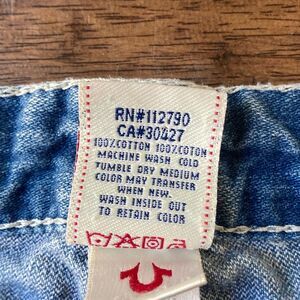 RN#112790
CA#30427
100%COTTON 100%COTON
MACHINE WASH COLD
TUMBLE DRY MEDIUM
COLOR MAY TRANSFER
WHEN NEW.
WASH INSIDE OUT
TO RETAIN COLOR